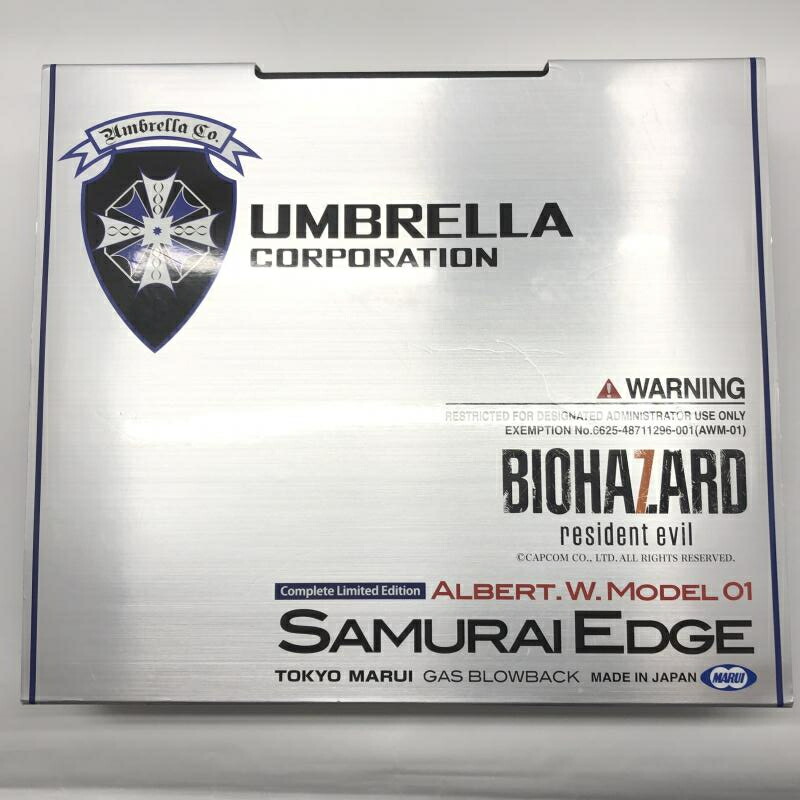 Umbrella Co.
UMBRELLA
CORPORATION
WARNING
RESTRICTED FOR DESIGNATED ADMINISTRATOR USE ONLY
EXEMPTION No.6625-48711296-001(AWM-01)
BIOHAZARD
resident evil
©CAPCOM CO., LTD. ALL RIGHTS RESERVED.
Complete Limited Edition ALBERT.W.MODEL 01
SAMURAI EDGE
TOKYO MARUI GAS BLOWBACK MADE IN JAPAN MARUI